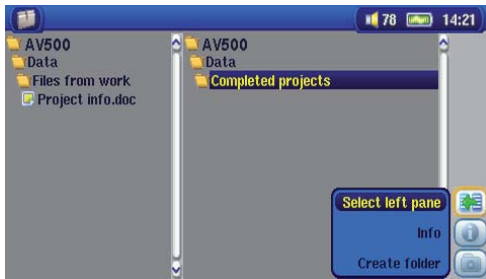 78 14:21
AV500
Data
Files from work
Project info.doc
AV500
Data
Completed projects
Select left pane
Info
Create folder